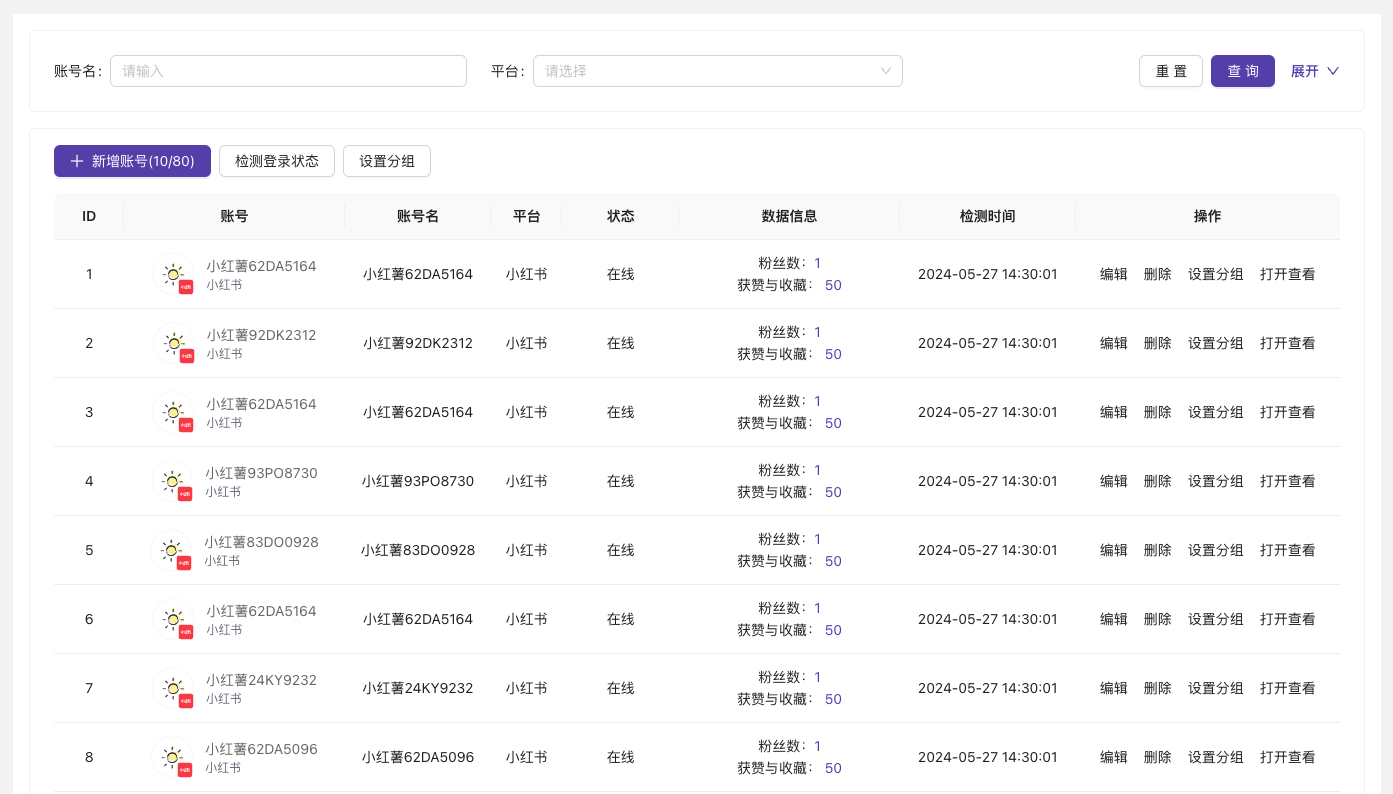 账号名： 请输入 平台： 请选择 重 置 查 询 展开
新增账号(10/80) 检测登录状态 设置分组
ID 账号 账号名 平台 状态 数据信息 检测时间 操作
1 小红薯62DA5164 小红书 小红薯62DA5164 小红书 在线 粉丝数：1 获赞与收藏： 50 2024-05-27 14:30:01 编辑 删除 设置分组 打开查看
2 小红薯92DK2312 小红书 小红薯92DK2312 小红书 在线 粉丝数：1 获赞与收藏： 50 2024-05-27 14:30:01 编辑 删除 设置分组 打开查看
3 小红薯62DA5164 小红书 小红薯62DA5164 小红书 在线 粉丝数：1 获赞与收藏： 50 2024-05-27 14:30:01 编辑 删除 设置分组 打开查看
4 小红薯93PO8730 小红书 小红薯93PO8730 小红书 在线 粉丝数：1 获赞与收藏： 50 2024-05-27 14:30:01 编辑 删除 设置分组 打开查看
5 小红薯83DO0928 小红书 小红薯83DO0928 小红书 在线 粉丝数：1 获赞与收藏： 50 2024-05-27 14:30:01 编辑 删除 设置分组 打开查看
6 小红薯62DA5164 小红书 小红薯62DA5164 小红书 在线 粉丝数：1 获赞与收藏： 50 2024-05-27 14:30:01 编辑 删除 设置分组 打开查看
7 小红薯24KY9232 小红书 小红薯24KY9232 小红书 在线 粉丝数：1 获赞与收藏： 50 2024-05-27 14:30:01 编辑 删除 设置分组 打开查看
8 小红薯62DA5096 小红书 小红薯62DA5096 小红书 在线 粉丝数：1 获赞与收藏： 50 2024-05-27 14:30:01 编辑 删除 设置分组 打开查看